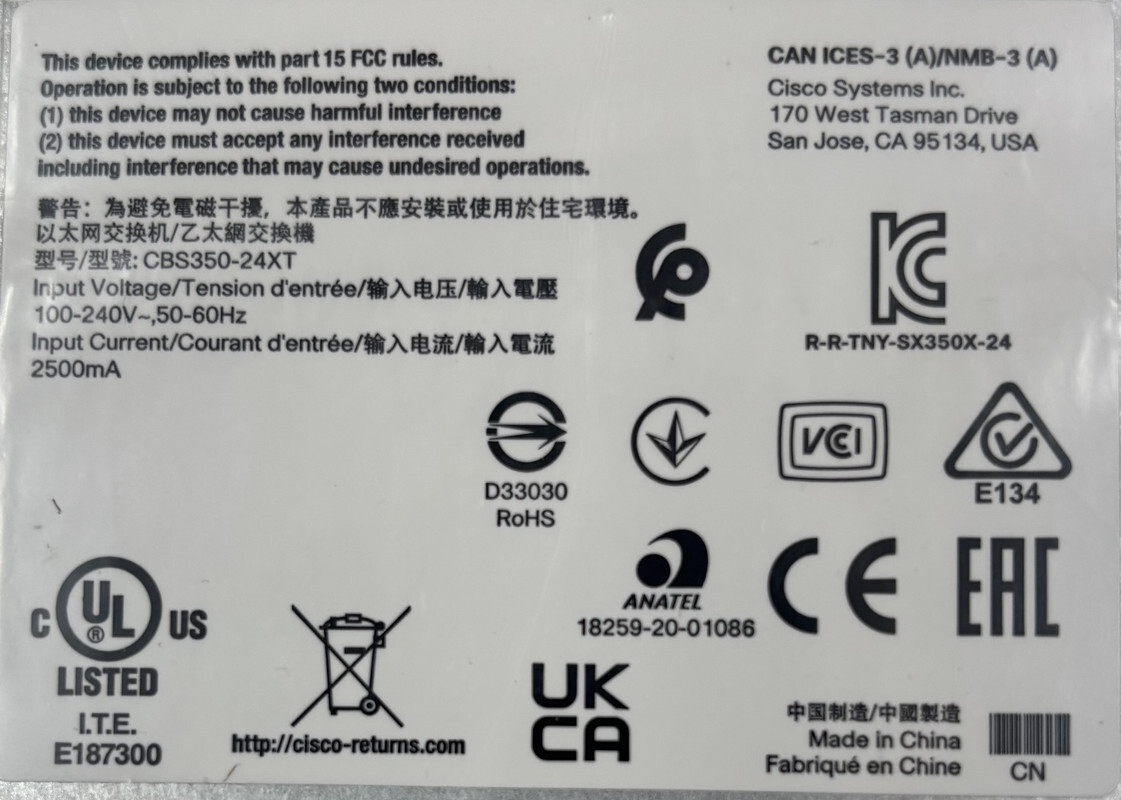 This device complies with part 15 FCC rules.
Operation is subject to the following two conditions:
(1) this device may not cause harmful interference
(2) this device must accept any interference received
including interference that may cause undesired operations.
CAN ICES-3 (A)/NMB-3 (A)
Cisco Systems Inc.
170 West Tasman Drive
San Jose, CA 95134, USA
警告：為避免電磁干擾，本產品不應安裝或使用於住宅環境。
以太网交换机/乙太網交換機
型号/型號: CBS350-24XT
Input Voltage/Tension d'entrée/输入电压/輸入電壓
100-240V~,50-60Hz
Input Current/Courant d'entrée/输入电流/輸入電流
2500mA
R-R-TNY-SX350X-24
D33030
RoHS
VCCI
E134
ANATEL
18259-20-01086
CE
EAC
C UL® US
LISTED
I.T.E.
E187300
http://cisco-returns.com
UK
CA
中国制造/中國製造
Made in China
Fabriqué en Chine
CN